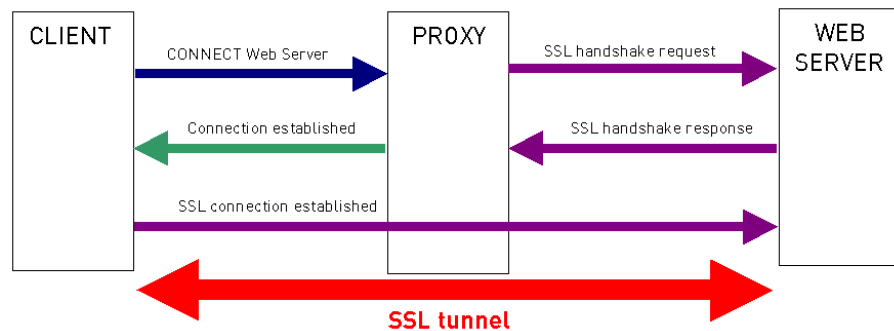 CLIENT
PROXY
WEB
SERVER
CONNECT Web Server
SSL handshake request
Connection established
SSL handshake response
SSL connection established
SSL tunnel